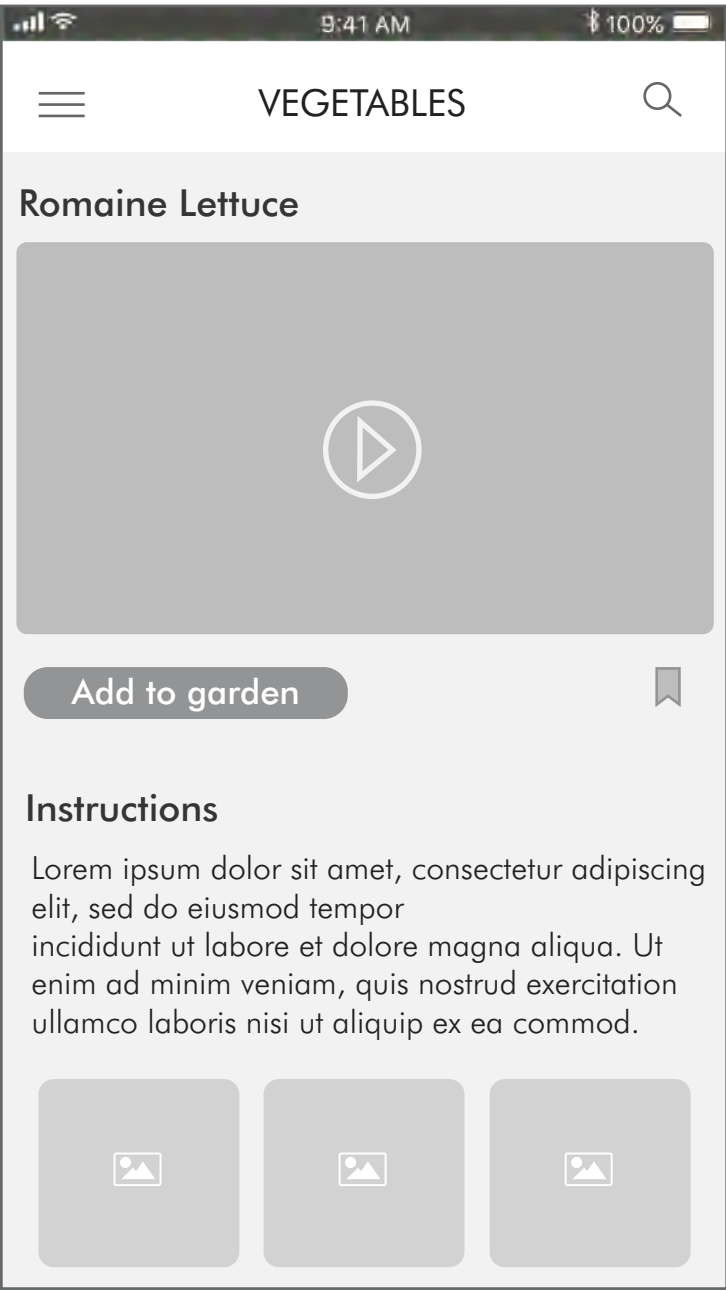 9:41 AM 100%
VEGETABLES
Romaine Lettuce
Add to garden
Instructions
Lorem ipsum dolor sit amet, consectetur adipiscing
elit, sed do eiusmod tempor
incididunt ut labore et dolore magna aliqua. Ut
enim ad minim veniam, quis nostrud exercitation
ullamco laboris nisi ut aliquip ex ea commod.